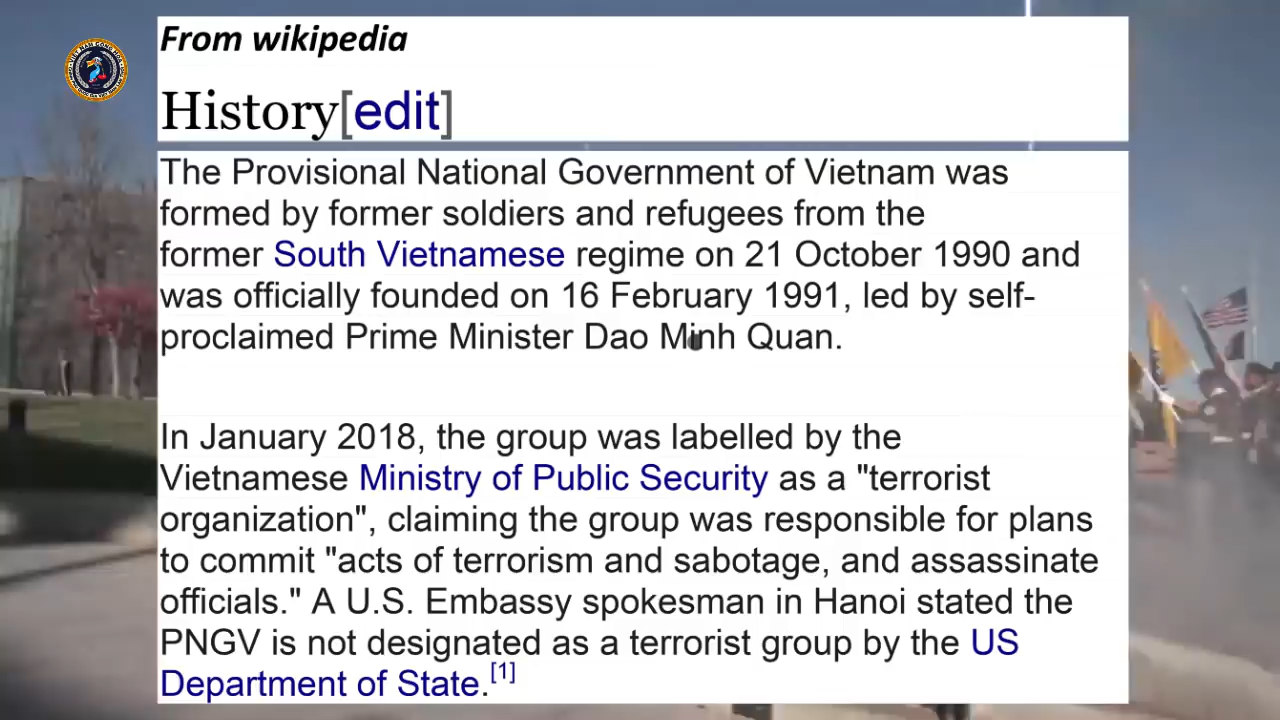 From wikipedia
History[edit]
The Provisional National Government of Vietnam was
formed by former soldiers and refugees from the
former South Vietnamese regime on 21 October 1990 and
was officially founded on 16 February 1991, led by self-
proclaimed Prime Minister Dao Minh Quan.
In January 2018, the group was labelled by the
Vietnamese Ministry of Public Security as a "terrorist
organization", claiming the group was responsible for plans
to commit "acts of terrorism and sabotage, and assassinate
officials." A U.S. Embassy spokesman in Hanoi stated the
PNGV is not designated as a terrorist group by the US
Department of State.[1]